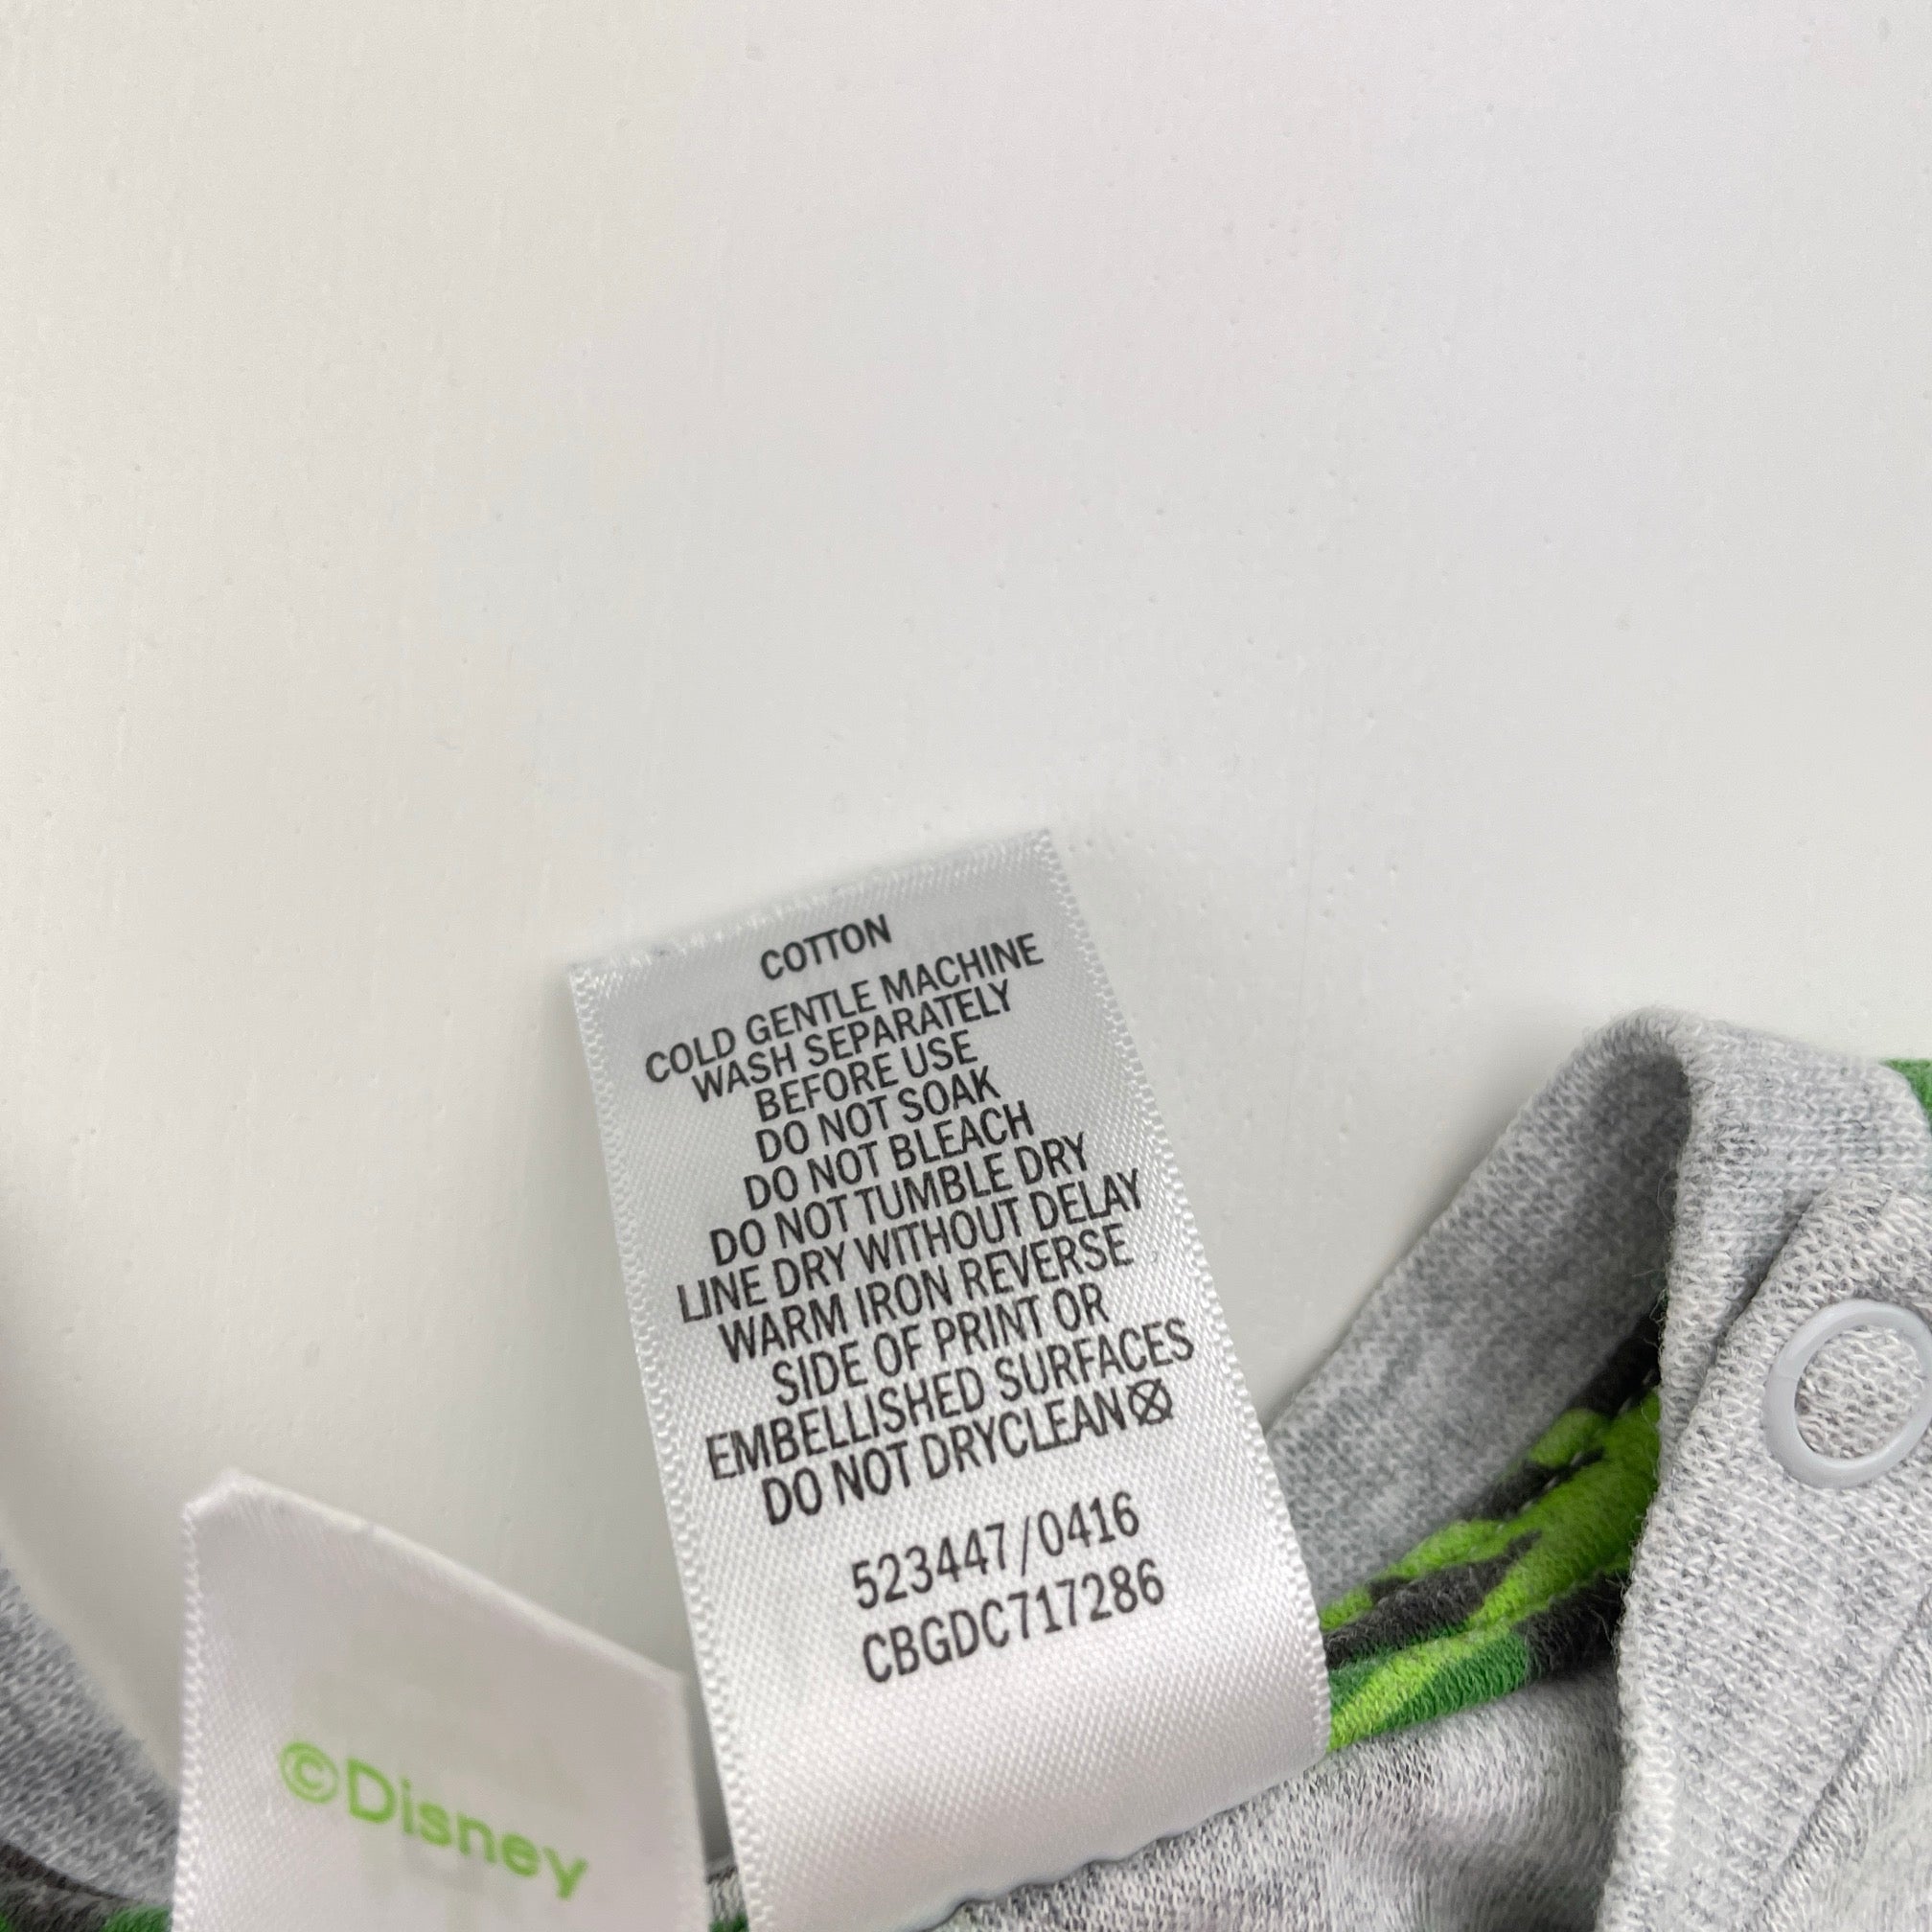 COTTON
COLD GENTLE MACHINE
WASH SEPARATELY
BEFORE USE
DO NOT SOAK
DO NOT BLEACH
DO NOT TUMBLE DRY
LINE DRY WITHOUT DELAY
WARM IRON REVERSE
SIDE OF PRINT OR
EMBELLISHED SURFACES
DO NOT DRYCLEAN
523447/0416
CBGDC717286
©Disney